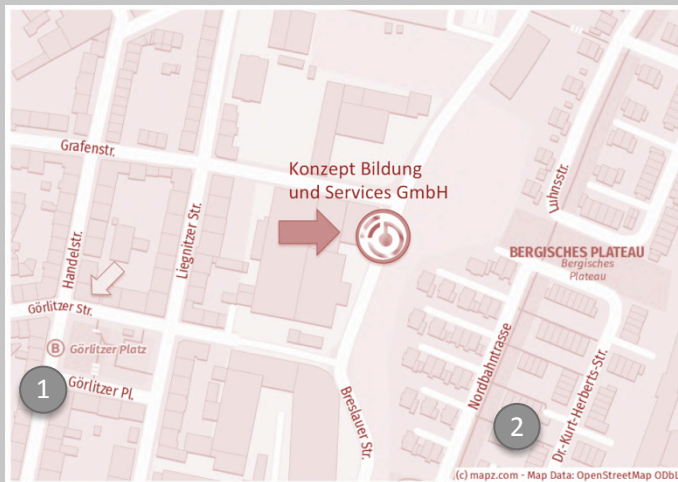 Grafenstr.
Konzept Bildung
und Services GmbH
Luhnsstr.
Liegnitzer Str.
Handelstr.
BERGISCHES PLATEAU
Bergisches
Plateau
Görlitzer Str.
B Görlitzer Platz
Nordbahntrasse
1
Görlitzer Pl.
Breslauer Str.
Dr.-Kurt-Herberts-Str.
2
(c) mapz.com - Map Data: OpenStreetMap ODbL